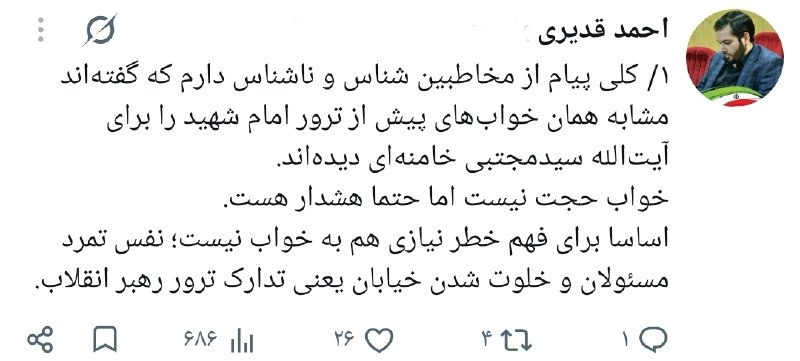 احمد قدیری
۱/ کلی پیام از مخاطبین شناس و ناشناس دارم که گفته‌اند
مشابه همان خواب‌های پیش از ترور امام شهید را برای
آیت‌الله سیدمجتبی خامنه‌ای دیده‌اند.
خواب حجت نیست اما حتما هشدار هست.
اساسا برای فهم خطر نیازی هم به خواب نیست؛ نفس تمرد
مسئولان و خلوت شدن خیابان یعنی تدارک ترور رهبر انقلاب.
۱ ۴ ۲۶ ۶۸۶